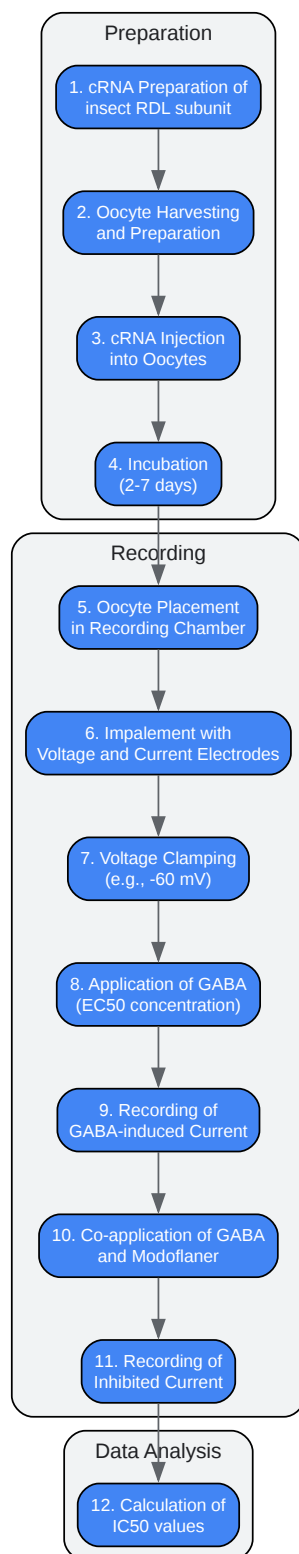 Preparation
1. cRNA Preparation of
insect RDL subunit
2. Oocyte Harvesting
and Preparation
3. cRNA Injection
into Oocytes
4. Incubation
(2-7 days)
Recording
5. Oocyte Placement
in Recording Chamber
6. Impalement with
Voltage and Current Electrodes
7. Voltage Clamping
(e.g., -60 mV)
8. Application of GABA
(EC50 concentration)
9. Recording of
GABA-induced Current
10. Co-application of GABA
and Modoflaner
11. Recording of
Inhibited Current
Data Analysis
12. Calculation of
IC50 values